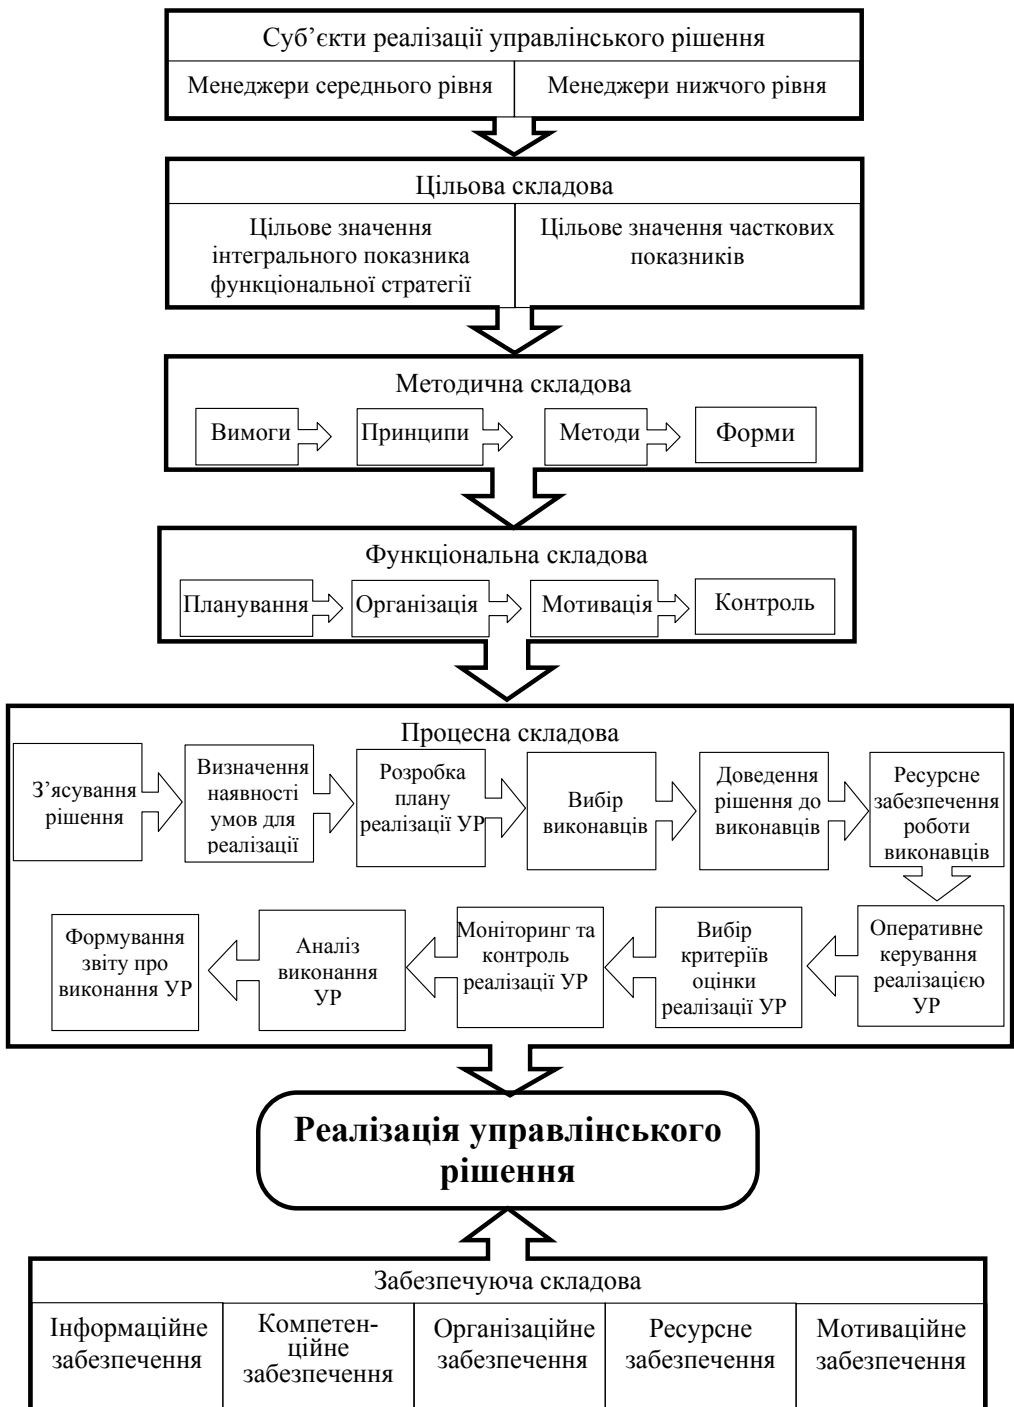 Суб’єкти реалізації управлінського рішення
Менеджери середнього рівня
Менеджери нижчого рівня
Цільова складова
Цільове значення
інтегрального показника
функціональної стратегії
Цільове значення часткових
показників
Методична складова
Вимоги
Принципи
Методи
Форми
Функціональна складова
Планування
Організація
Мотивація
Контроль
Процесна складова
З’ясування
рішення
Визначення
наявності
умов для
реалізації
Розробка
плану
реалізації УР
Вибір
виконавців
Доведення
рішення до
виконавців
Ресурсне
забезпечення
роботи
виконавців
Оперативне
керування
реалізацією
УР
Вибір
критеріїв
оцінки
реалізації УР
Моніторинг та
контроль
реалізації УР
Аналіз
виконання
УР
Формування
звіту про
виконання УР
Реалізація управлінського
рішення
Забезпечуюча складова
Інформаційне
забезпечення
Компетен-
ційне
забезпечення
Організаційне
забезпечення
Ресурсне
забезпечення
Мотиваційне
забезпечення